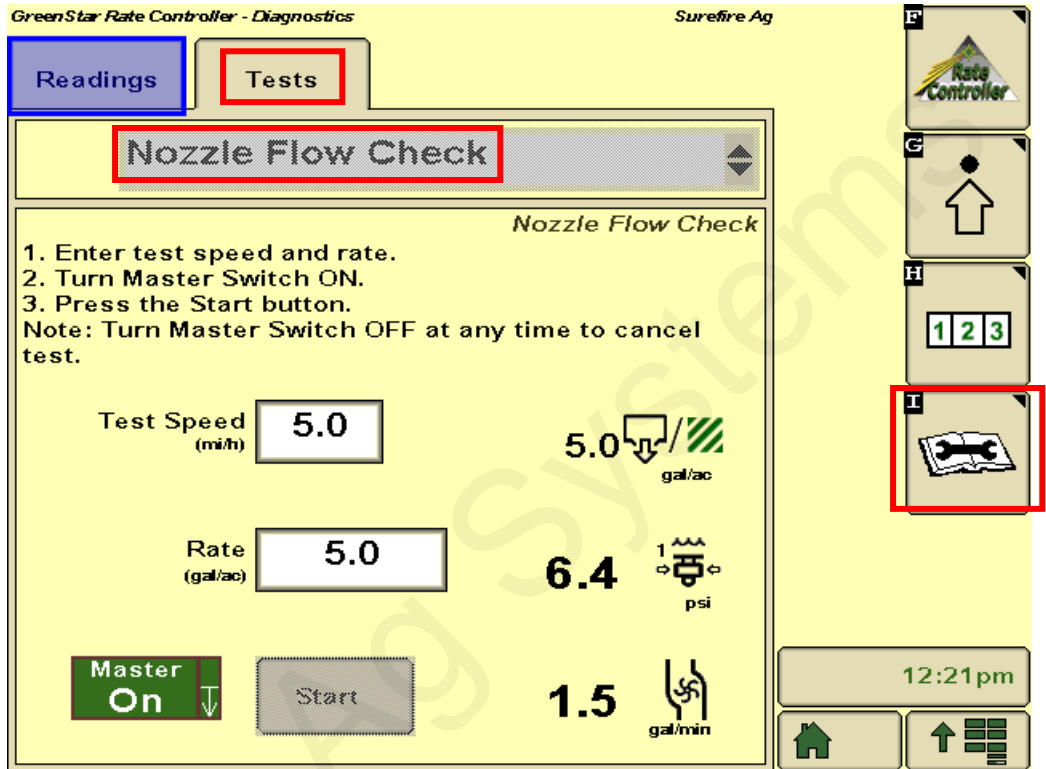 GreenStar Rate Controller - Diagnostics
Surefire Ag
Readings
Tests
Nozzle Flow Check
Nozzle Flow Check
1. Enter test speed and rate.
2. Turn Master Switch ON.
3. Press the Start button.
Note: Turn Master Switch OFF at any time to cancel
test.
Test Speed
(mi/h)
5.0
5.0
gal/ac
Rate
(gal/ac)
5.0
6.4
1
psi
Master
On
Start
1.5
gal/min
F
Rate
Controller
G
H
1 2 3
I
12:21pm
Ag Systems